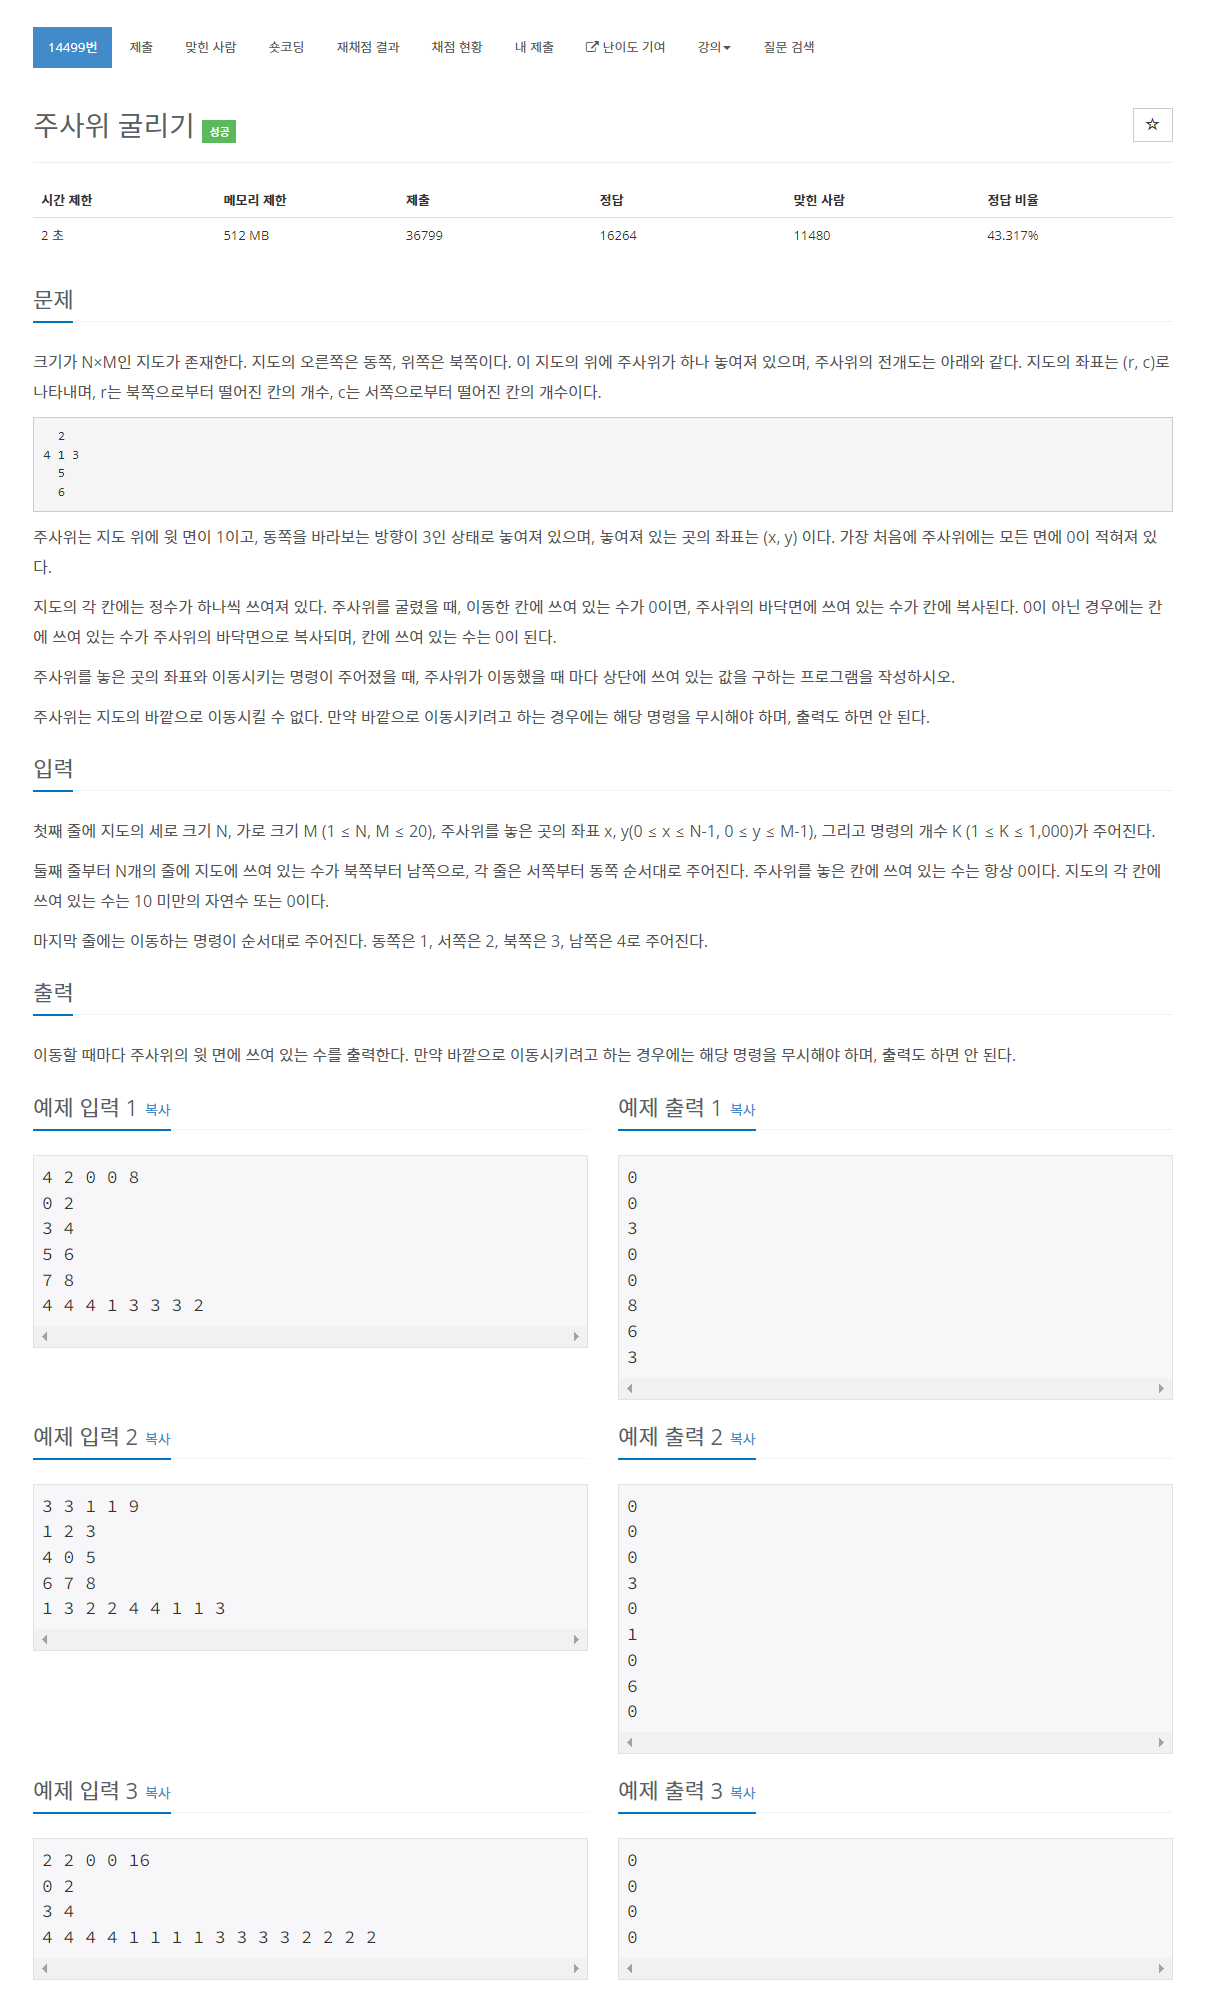 14499번 제출 맞힌 사람 숏코딩 재채점 결과 채점 현황 내 제출 난이도 기여 강의 질문 검색
주사위 굴리기 성공
시간 제한 메모리 제한 제출 정답 맞힌 사람 정답 비율
2 초 512 MB 36799 16264 11480 43.317%
문제
크기가 N×M인 지도가 존재한다. 지도의 오른쪽은 동쪽, 위쪽은 북쪽이다. 이 지도의 위에 주사위가 하나 놓여져 있으며, 주사위의 전개도는 아래와 같다. 지도의 좌표는 (r, c)로
나타내며, r는 북쪽으로부터 떨어진 칸의 개수, c는 서쪽으로부터 떨어진 칸의 개수이다.
2
4 1 3
5
6
주사위는 지도 위에 윗 면이 1이고, 동쪽을 바라보는 방향이 3인 상태로 놓여져 있으며, 놓여져 있는 곳의 좌표는 (x, y) 이다. 가장 처음에 주사위에는 모든 면에 0이 적혀져 있
다.
지도의 각 칸에는 정수가 하나씩 쓰여져 있다. 주사위를 굴렸을 때, 이동한 칸에 쓰여 있는 수가 0이면, 주사위의 바닥면에 쓰여 있는 수가 칸에 복사된다. 0이 아닌 경우에는 칸
에 쓰여 있는 수가 주사위의 바닥면으로 복사되며, 칸에 쓰여 있는 수는 0이 된다.
주사위를 놓은 곳의 좌표와 이동시키는 명령이 주어졌을 때, 주사위가 이동했을 때 마다 상단에 쓰여 있는 값을 구하는 프로그램을 작성하시오.
주사위는 지도의 바깥으로 이동시킬 수 없다. 만약 바깥으로 이동시키려고 하는 경우에는 해당 명령을 무시해야 하며, 출력도 하면 안 된다.
입력
첫째 줄에 지도의 세로 크기 N, 가로 크기 M (1 ≤ N, M ≤ 20), 주사위를 놓은 곳의 좌표 x, y(0 ≤ x ≤ N-1, 0 ≤ y ≤ M-1), 그리고 명령의 개수 K (1 ≤ K ≤ 1,000)가 주어진다.
둘째 줄부터 N개의 줄에 지도에 쓰여 있는 수가 북쪽부터 남쪽으로, 각 줄은 서쪽부터 동쪽 순서대로 주어진다. 주사위를 놓은 칸에 쓰여 있는 수는 항상 0이다. 지도의 각 칸에
쓰여 있는 수는 10 미만의 자연수 또는 0이다.
마지막 줄에는 이동하는 명령이 순서대로 주어진다. 동쪽은 1, 서쪽은 2, 북쪽은 3, 남쪽은 4로 주어진다.
출력
이동할 때마다 주사위의 윗 면에 쓰여 있는 수를 출력한다. 만약 바깥으로 이동시키려고 하는 경우에는 해당 명령을 무시해야 하며, 출력도 하면 안 된다.
예제 입력 1 복사
4 2 0 0 8
0 2
3 4
5 6
7 8
4 4 4 1 3 3 3 2
예제 출력 1 복사
0
0
3
0
0
8
6
3
예제 입력 2 복사
3 3 1 1 9
1 2 3
4 0 5
6 7 8
1 3 2 2 4 4 1 1 3
예제 출력 2 복사
0
0
0
3
0
1
0
6
0
예제 입력 3 복사
2 2 0 0 16
0 2
3 4
4 4 4 4 1 1 1 1 3 3 3 3 2 2 2 2
예제 출력 3 복사
0
0
0
0